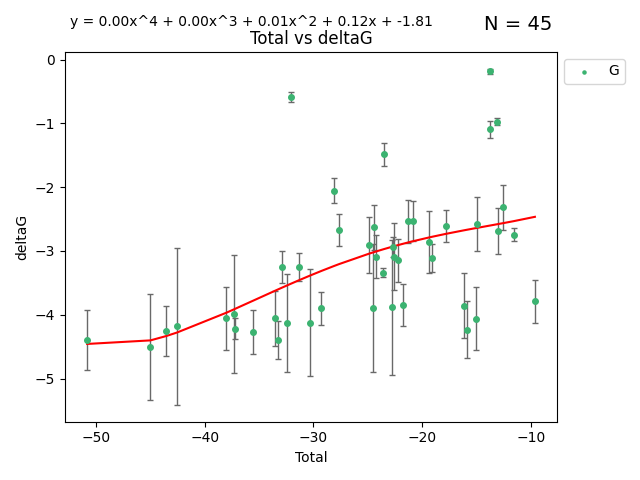 y = 0.00x^4 + 0.00x^3 + 0.01x^2 + 0.12x + -1.81
N = 45
Total vs deltaG
G
0
−1
−2
−3
−4
−5
deltaG
−50
−40
−30
−20
−10
Total